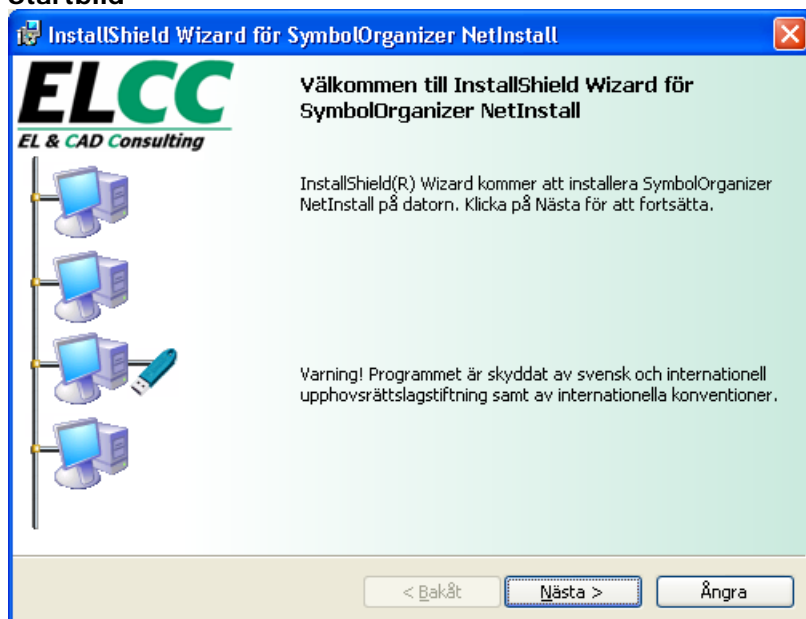 Startbild
InstallShield Wizard för SymbolOrganizer NetInstall
ELCC
EL & CAD Consulting
Välkommen till InstallShield Wizard för
SymbolOrganizer NetInstall
InstallShield(R) Wizard kommer att installera SymbolOrganizer
NetInstall på datorn. Klicka på Nästa för att fortsätta.
Varning! Programmet är skyddat av svensk och internationell
upphovsrättslagstiftning samt av internationella konventioner.
< Bakåt
Nästa >
Ångra